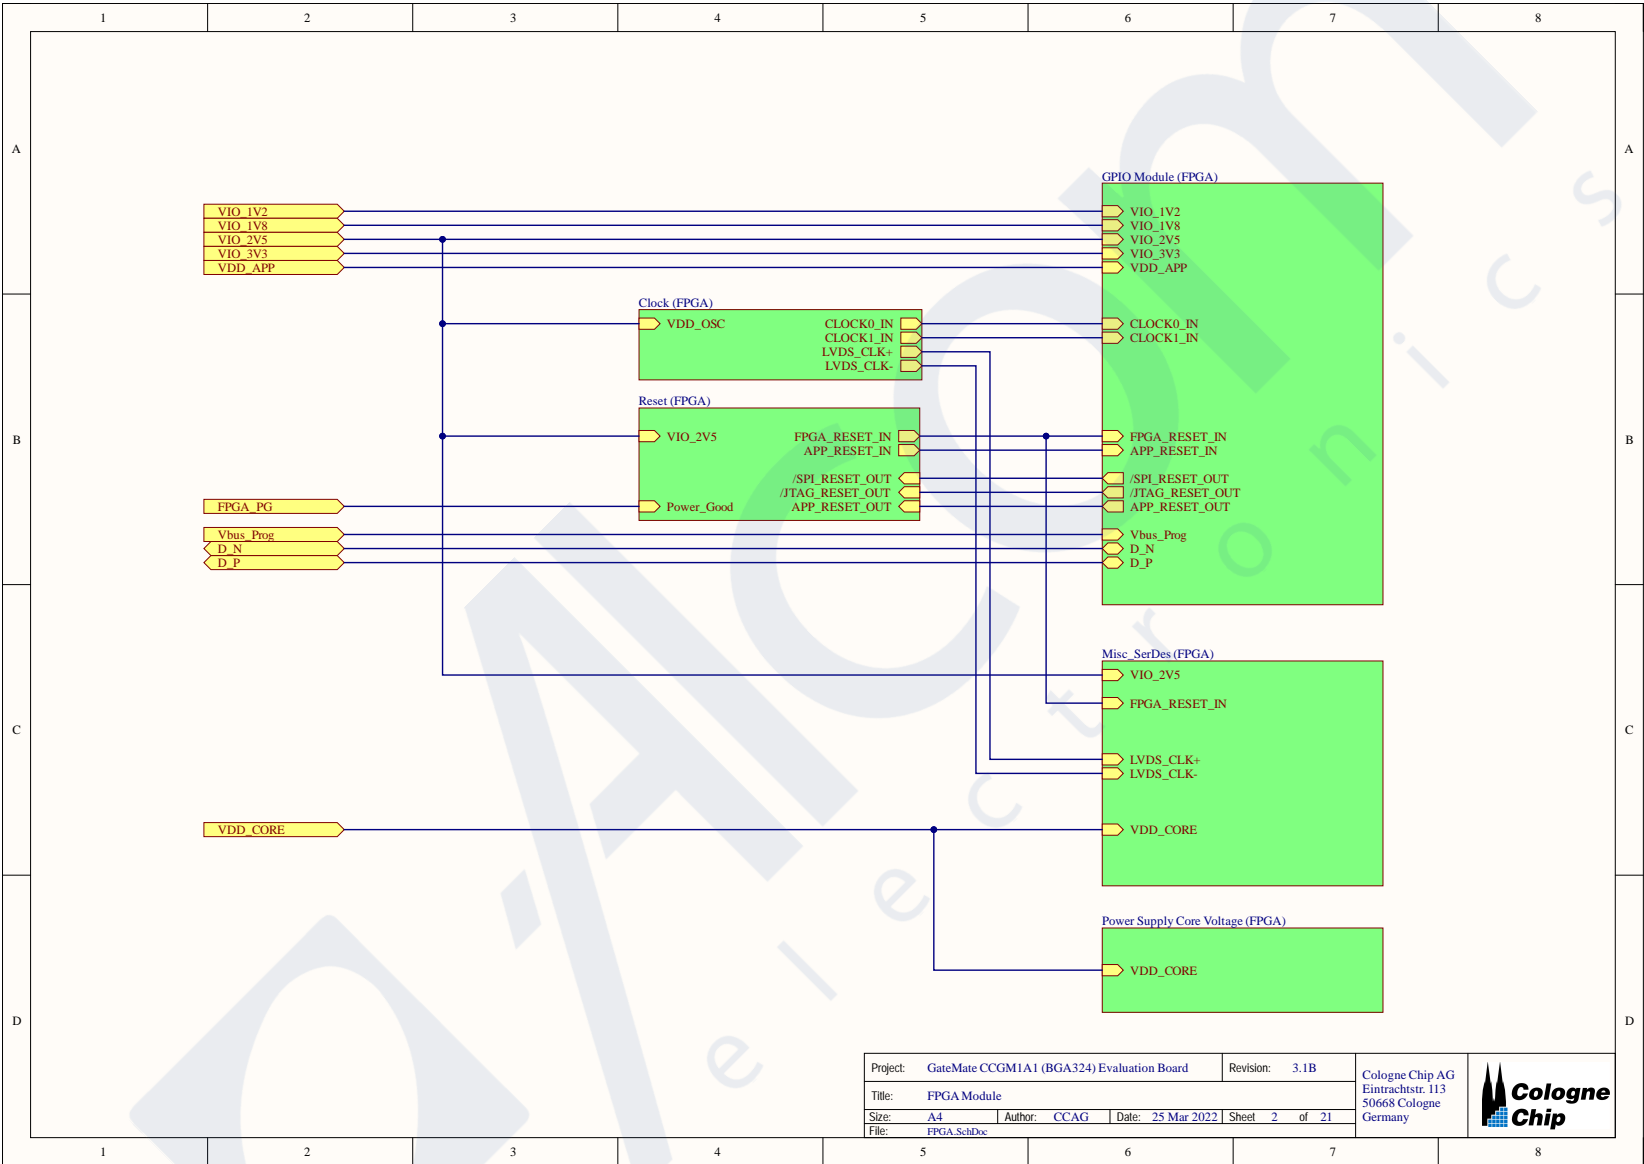 1 2 3 4 5 6 7 8
A A
GPIO Module (FPGA)
VIO_1V2 VIO_1V2
VIO_1V8 VIO_1V8
VIO_2V5 VIO_2V5
VIO_3V3 VIO_3V3
VDD_APP VDD_APP
Clock (FPGA)
VDD_OSC CLOCK0_IN CLOCK0_IN
CLOCK1_IN CLOCK1_IN
LVDS_CLK+
LVDS_CLK-
Reset (FPGA)
B VIO_2V5 FPGA_RESET_IN FPGA_RESET_IN B
APP_RESET_IN APP_RESET_IN
/SPI_RESET_OUT /SPI_RESET_OUT
/JTAG_RESET_OUT /JTAG_RESET_OUT
FPGA_PG Power_Good APP_RESET_OUT APP_RESET_OUT
Vbus_Prog Vbus_Prog
D_N D_N
D_P D_P
Misc_SerDes (FPGA)
VIO_2V5
FPGA_RESET_IN
C C
LVDS_CLK+
LVDS_CLK-
VDD_CORE VDD_CORE
Power Supply Core Voltage (FPGA)
VDD_CORE
D D
Project: GateMate CCGM1A1 (BGA324) Evaluation Board Revision: 3.1B
Title: FPGA Module
Size: A4 Author: CCAG Date: 25 Mar 2022 Sheet 2 of 21
File: FPGA.SchDoc
Cologne Chip AG
Eintrachtstr. 113
50668 Cologne
Germany
Cologne
Chip
1 2 3 4 5 6 7 8
electronics